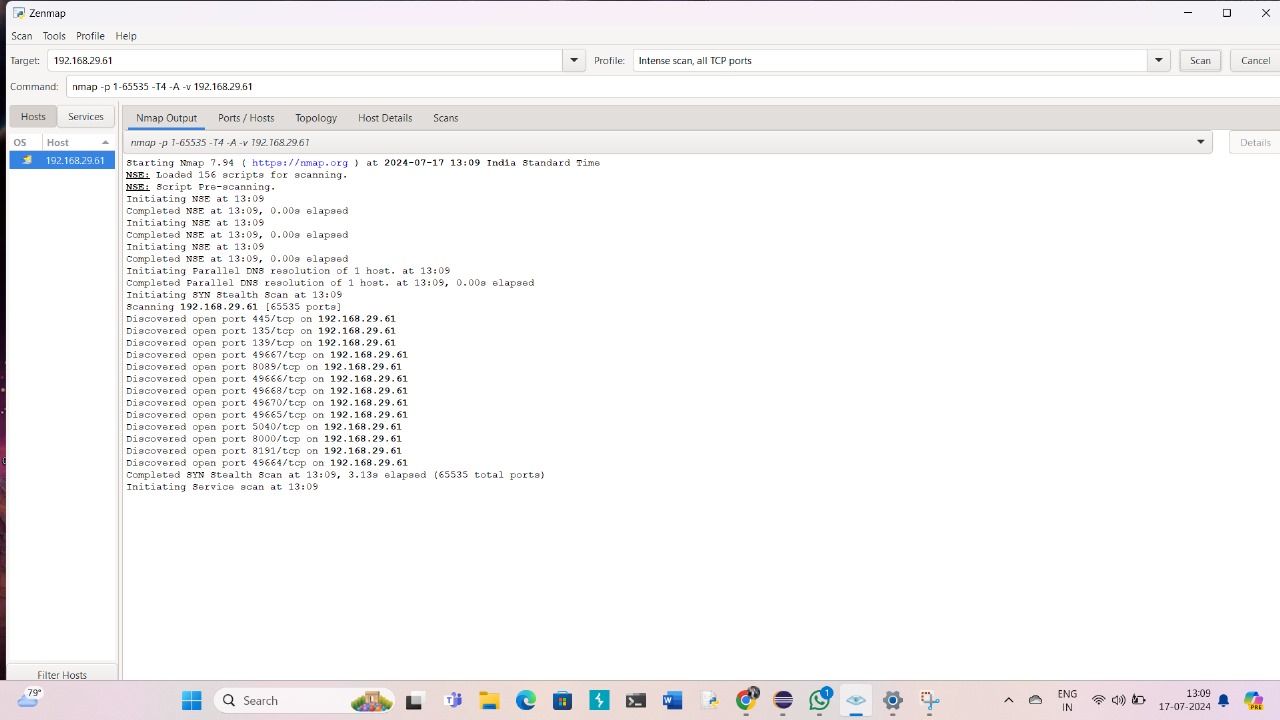 Zenmap
Scan Tools Profile Help
Target: 192.168.29.61 Profile: Intense scan, all TCP ports Scan Cancel
Command: nmap -p 1-65535 -T4 -A -v 192.168.29.61
Hosts Services Nmap Output Ports / Hosts Topology Host Details Scans
OS Host nmap -p 1-65535 -T4 -A -v 192.168.29.61 Details
192.168.29.61
Starting Nmap 7.94 ( https://nmap.org ) at 2024-07-17 13:09 India Standard Time
NSE: Loaded 156 scripts for scanning.
NSE: Script Pre-scanning.
Initiating NSE at 13:09
Completed NSE at 13:09, 0.00s elapsed
Initiating NSE at 13:09
Completed NSE at 13:09, 0.00s elapsed
Initiating NSE at 13:09
Completed NSE at 13:09, 0.00s elapsed
Initiating Parallel DNS resolution of 1 host. at 13:09
Completed Parallel DNS resolution of 1 host. at 13:09, 0.00s elapsed
Initiating SYN Stealth Scan at 13:09
Scanning 192.168.29.61 [65535 ports]
Discovered open port 445/tcp on 192.168.29.61
Discovered open port 135/tcp on 192.168.29.61
Discovered open port 139/tcp on 192.168.29.61
Discovered open port 49667/tcp on 192.168.29.61
Discovered open port 8089/tcp on 192.168.29.61
Discovered open port 49666/tcp on 192.168.29.61
Discovered open port 49668/tcp on 192.168.29.61
Discovered open port 49670/tcp on 192.168.29.61
Discovered open port 49665/tcp on 192.168.29.61
Discovered open port 5040/tcp on 192.168.29.61
Discovered open port 8000/tcp on 192.168.29.61
Discovered open port 8191/tcp on 192.168.29.61
Discovered open port 49664/tcp on 192.168.29.61
Completed SYN Stealth Scan at 13:09, 3.13s elapsed (65535 total ports)
Initiating Service scan at 13:09
Filter Hosts
79° Search 1 ENG 13:09
IN 17-07-2024 PRE